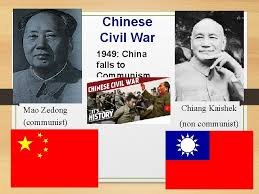 Chinese
Civil War
1949: China
falls to
Communism
CHINESE CIVIL WAR
IT'S
HISTORY
Mao Zedong
(communist)
Chiang Kaishek
(non communist)